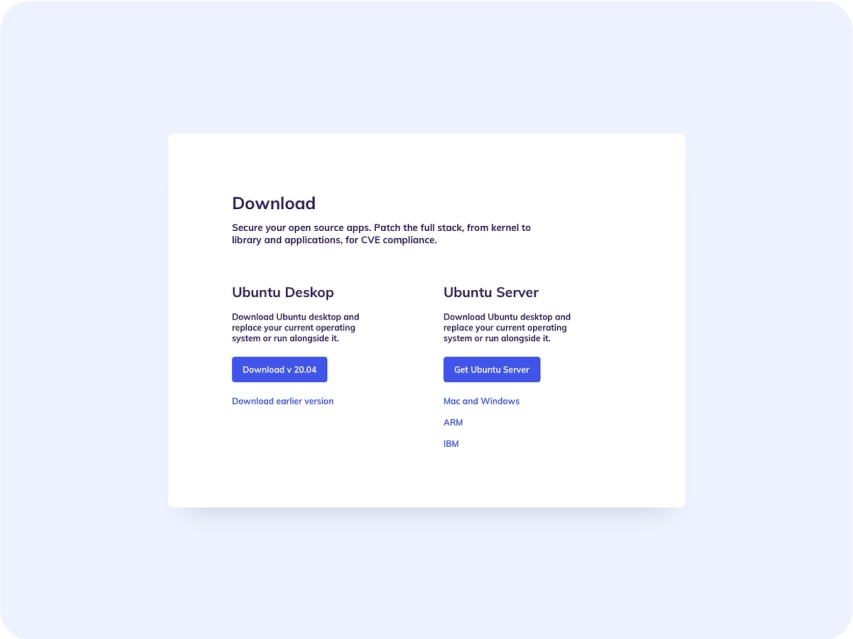 Download
Secure your open source apps. Patch the full stack, from kernel to
library and applications, for CVE compliance.
Ubuntu Deskop
Download Ubuntu desktop and
replace your current operating
system or run alongside it.
Download v 20.04
Download earlier version
Ubuntu Server
Download Ubuntu desktop and
replace your current operating
system or run alongside it.
Get Ubuntu Server
Mac and Windows
ARM
IBM